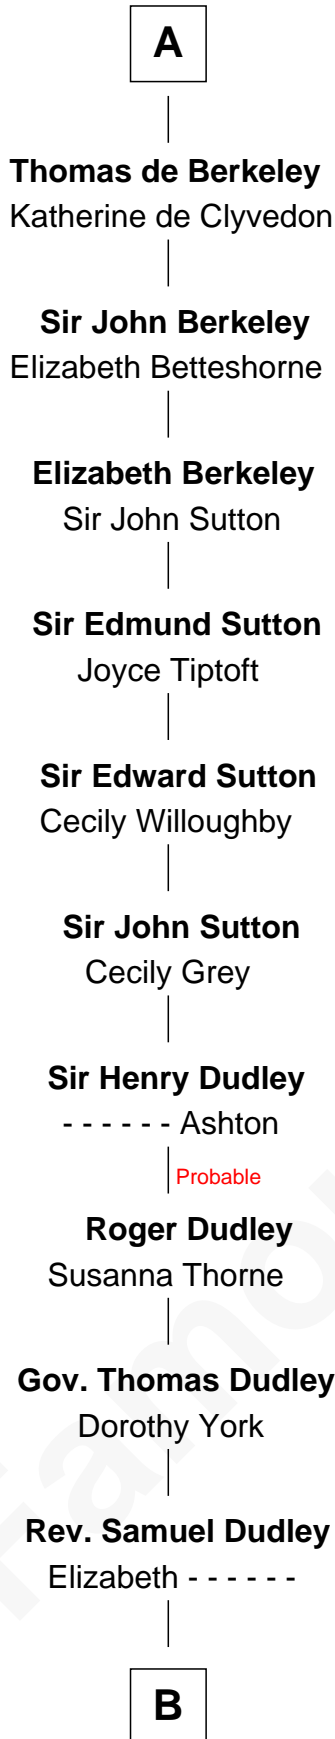 A
Thomas de Berkeley
Katherine de Clyvedon
Sir John Berkeley
Elizabeth Betteshorne
Elizabeth Berkeley
Sir John Sutton
Sir Edmund Sutton
Joyce Tiptoft
Sir Edward Sutton
Cecily Willoughby
Sir John Sutton
Cecily Grey
Sir Henry Dudley
- - - - - - Ashton
Probable
Roger Dudley
Susanna Thorne
Gov. Thomas Dudley
Dorothy York
Rev. Samuel Dudley
Elizabeth - - - - - -
B
Famo